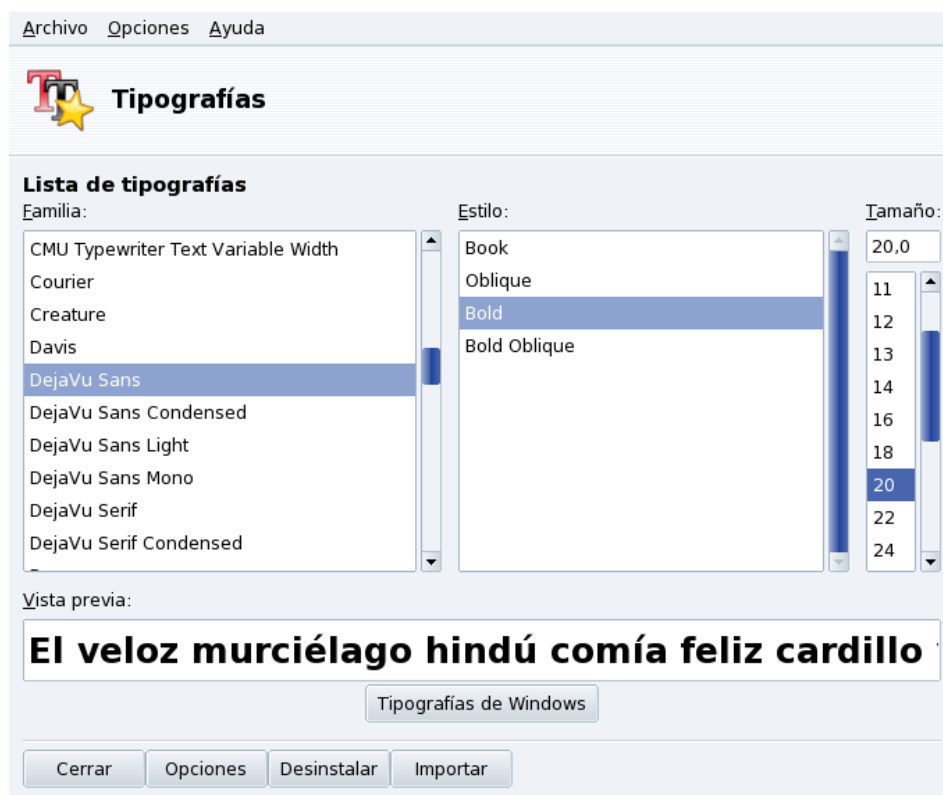 Archivo Opciones Ayuda
Tipografías
Lista de tipografías
Familia:
CMU Typewriter Text Variable Width
Courier
Creature
Davis
DejaVu Sans
DejaVu Sans Condensed
DejaVu Sans Light
DejaVu Sans Mono
DejaVu Serif
DejaVu Serif Condensed
Estilo:
Book
Oblique
Bold
Bold Oblique
Tamaño:
20,0
11
12
13
14
16
18
20
22
24
Vista previa:
El veloz murciélago hindú comía feliz cardillo
Tipografías de Windows
Cerrar Opciones Desinstalar Importar